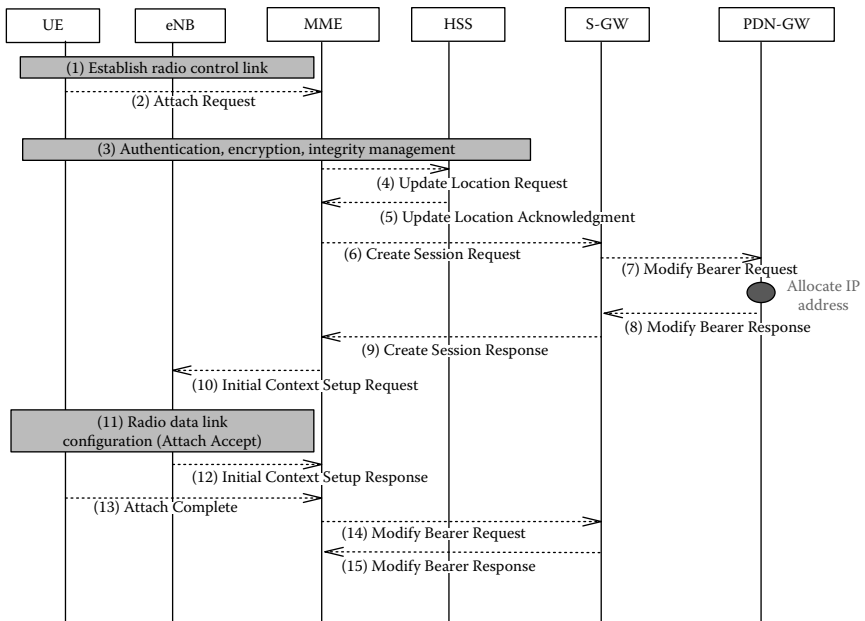 UE
eNB
MME
HSS
S-GW
PDN-GW
(1) Establish radio control link
(2) Attach Request
(3) Authentication, encryption, integrity management
(4) Update Location Request
(5) Update Location Acknowledgment
(6) Create Session Request
(7) Modify Bearer Request
Allocate IP
address
(8) Modify Bearer Response
(9) Create Session Response
(10) Initial Context Setup Request
(11) Radio data link
configuration (Attach Accept)
(12) Initial Context Setup Response
(13) Attach Complete
(14) Modify Bearer Request
(15) Modify Bearer Response